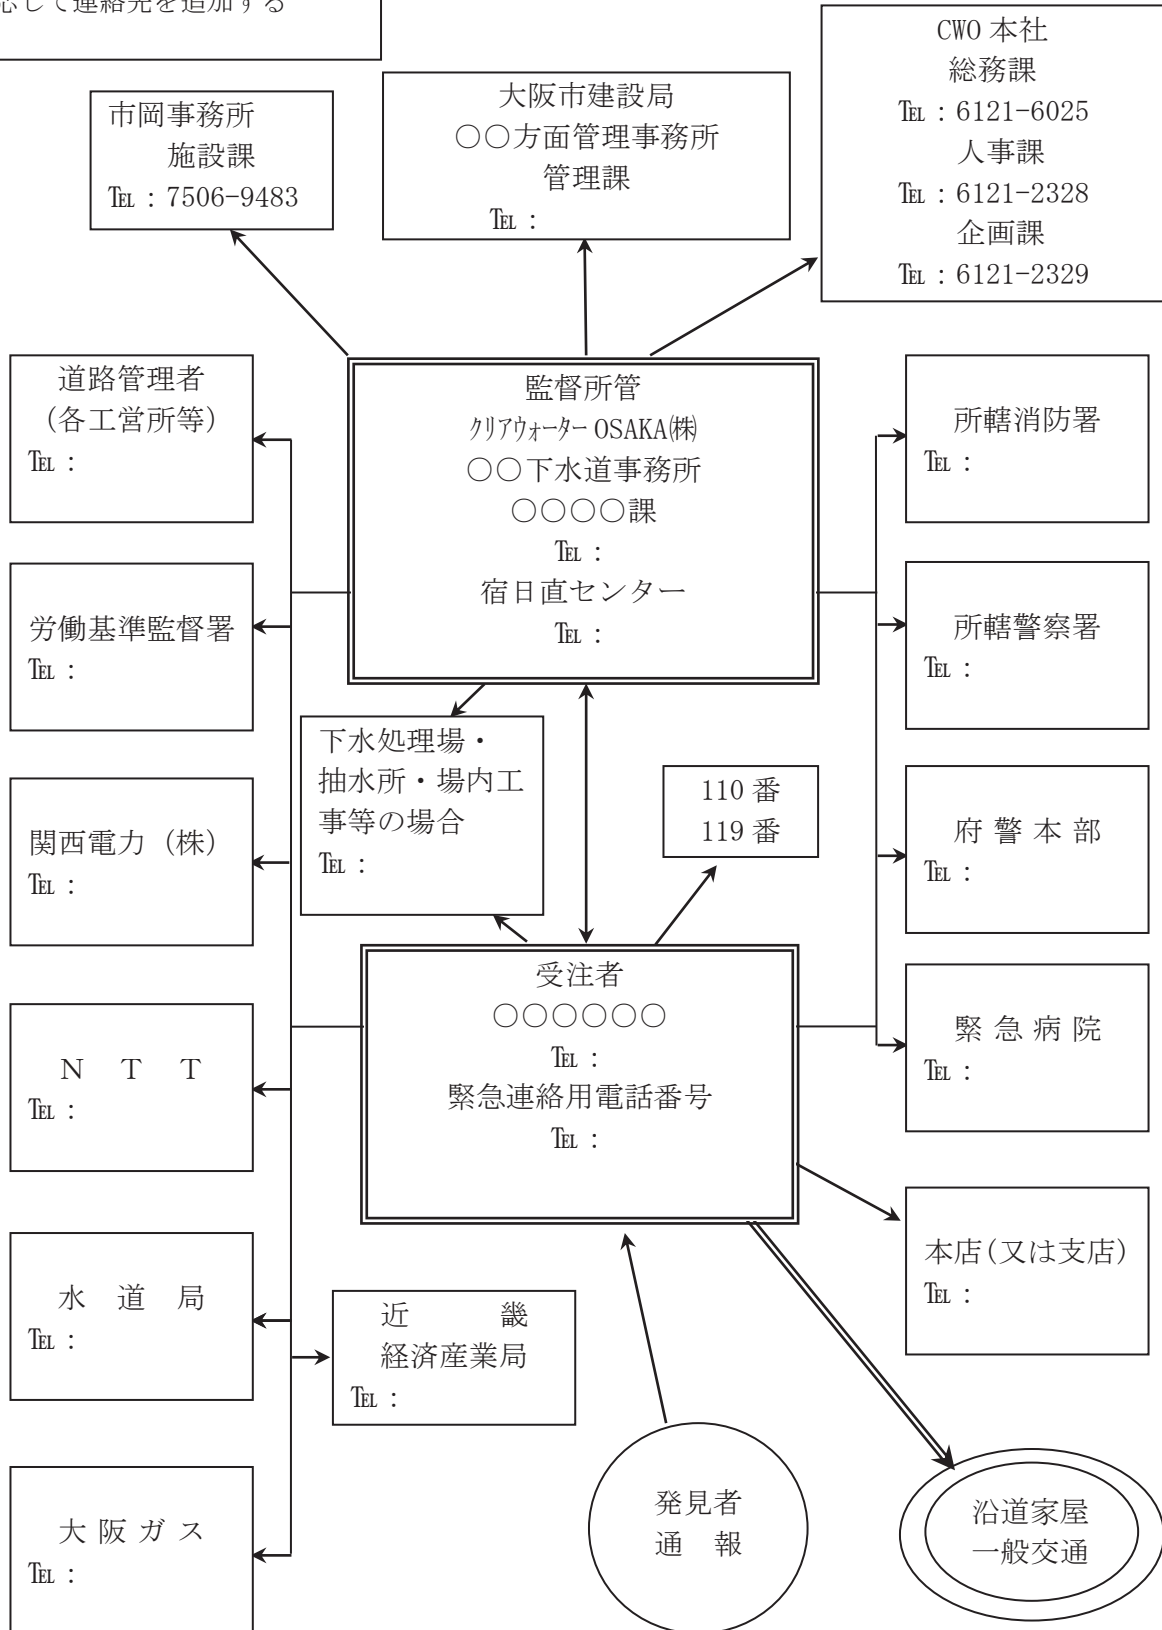 応じて連絡先を追加する
CWO 本社
総務課
℡：6121-6025
人事課
℡：6121-2328
企画課
℡：6121-2329
市岡事務所
施設課
℡：7506-9483
大阪市建設局
○○方面管理事務所
管理課
℡：
道路管理者
（各工営所等）
℡：
監督所管
ｸﾘｱｳｫｰﾀｰ OSAKA㈱
○○下水道事務所
○○○○課
℡：
宿日直センター
℡：
所轄消防署
℡：
労働基準監督署
℡：
所轄警察署
℡：
下水処理場・
抽水所・場内工
事等の場合
℡：
110 番
119 番
関西電力（株）
℡：
府 警 本 部
℡：
受注者
○○○○○○
℡：
緊急連絡用電話番号
℡：
Ｎ　Ｔ　Ｔ
℡：
緊 急 病 院
℡：
本店（又は支店）
℡：
水　道　局
℡：
近　　　畿
経済産業局
℡：
大 阪 ガ ス
℡：
発見者
通　報
沿道家屋
一般交通